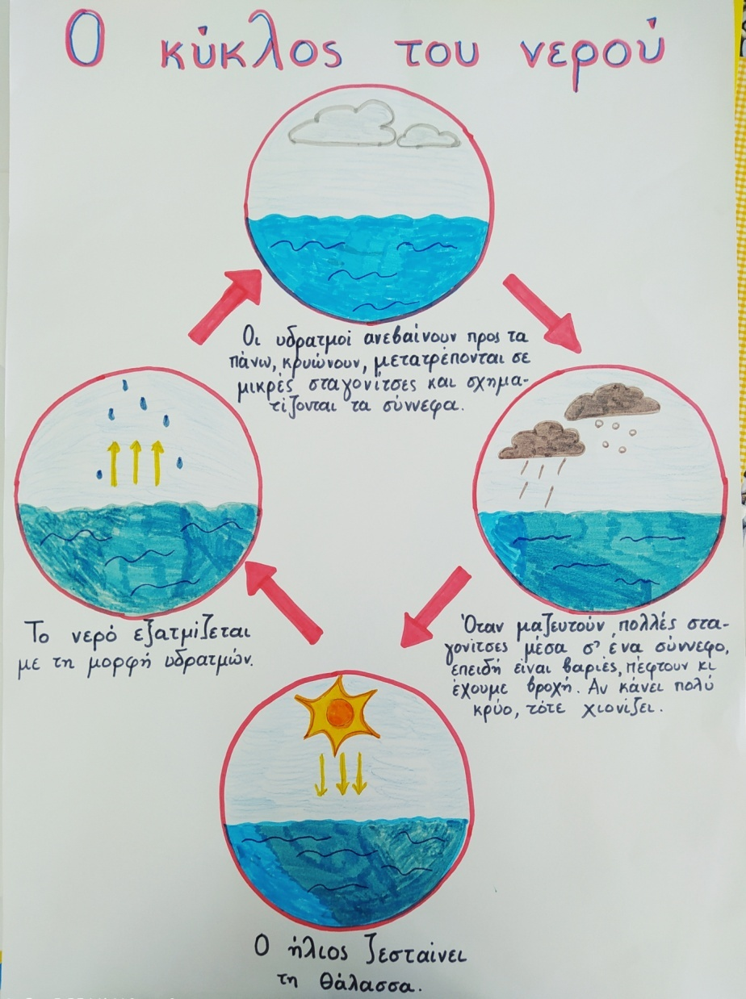 Ο κύκλος του νερού
Οι υδρατμοί ανεβαίνουν προς τα
πάνω, κρυώνουν, μετατρέπονται σε
μικρές σταγονίτσες και σχημα-
τίζονται τα σύννεφα.
Όταν μαζευτούν πολλές στα-
γονίτσες μέσα σ' ένα σύννεφο,
επειδή είναι βαριές, πέφτουν κι
έχουμε βροχή. Αν κάνει πολύ
κρύο, τότε χιονίζει.
Ο ήλιος ζεσταίνει
τη θάλασσα.
Το νερό εξατμίζεται
με τη μορφή υδρατμών.